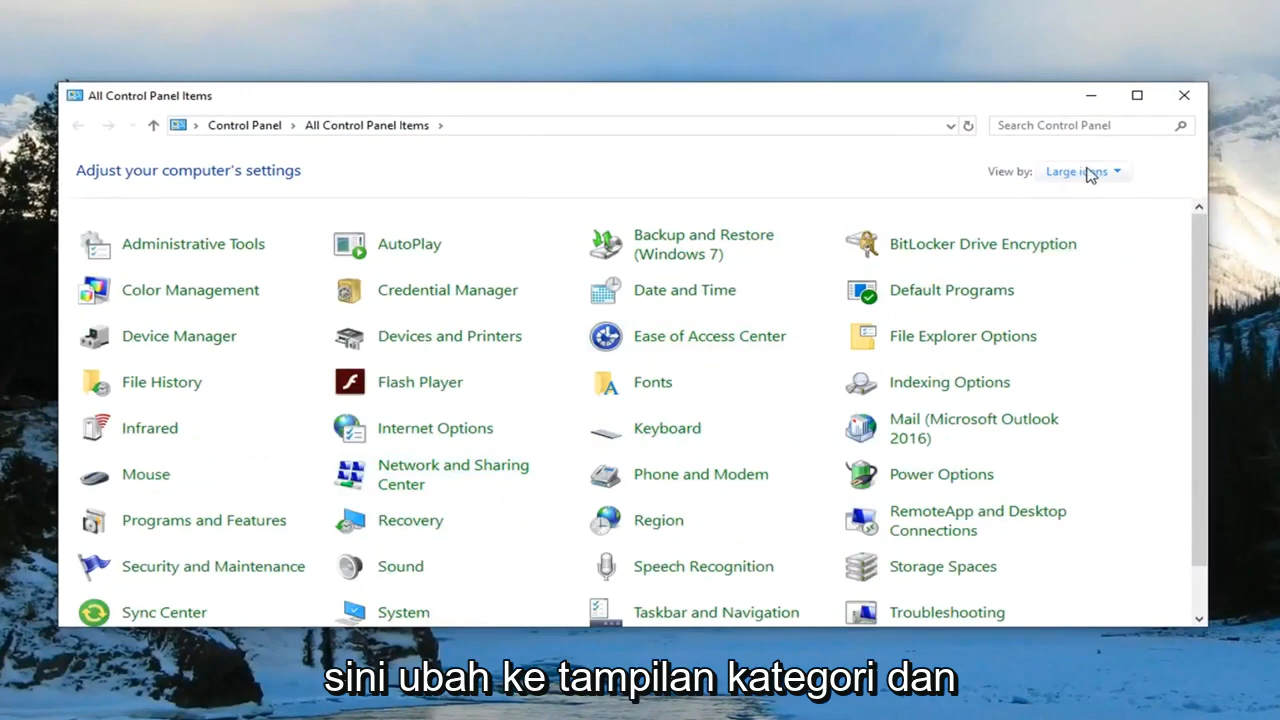 All Control Panel Items
Control Panel > All Control Panel Items >
Search Control Panel
Adjust your computer's settings
View by: Large icons
Administrative Tools
AutoPlay
Backup and Restore
(Windows 7)
BitLocker Drive Encryption
Color Management
Credential Manager
Date and Time
Default Programs
Device Manager
Devices and Printers
Ease of Access Center
File Explorer Options
File History
Flash Player
Fonts
Indexing Options
Infrared
Internet Options
Keyboard
Mail (Microsoft Outlook
2016)
Mouse
Network and Sharing
Center
Phone and Modem
Power Options
Programs and Features
Recovery
Region
RemoteApp and Desktop
Connections
Security and Maintenance
Sound
Speech Recognition
Storage Spaces
Sync Center
System
Taskbar and Navigation
Troubleshooting
sini ubah ke tampilan kategori dan